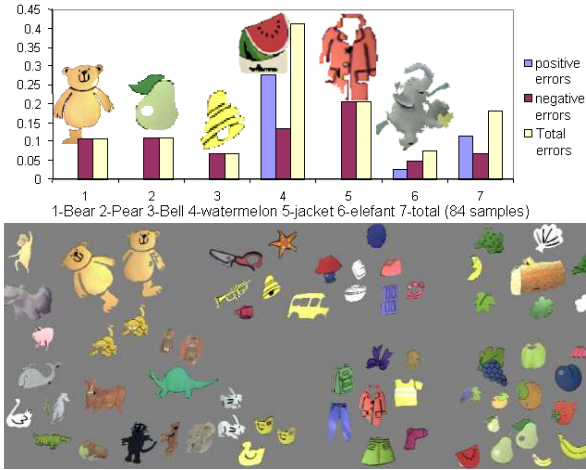 0.45
0.4
0.35
0.3
0.25
0.2
0.15
0.1
0.05
0
positive
errors
negative
errors
Total
errors
1 2 3 4 5 6 7
1-Bear 2-Pear 3-Bell 4-watermelon 5-jacket 6-elefant 7-total (84 samples)